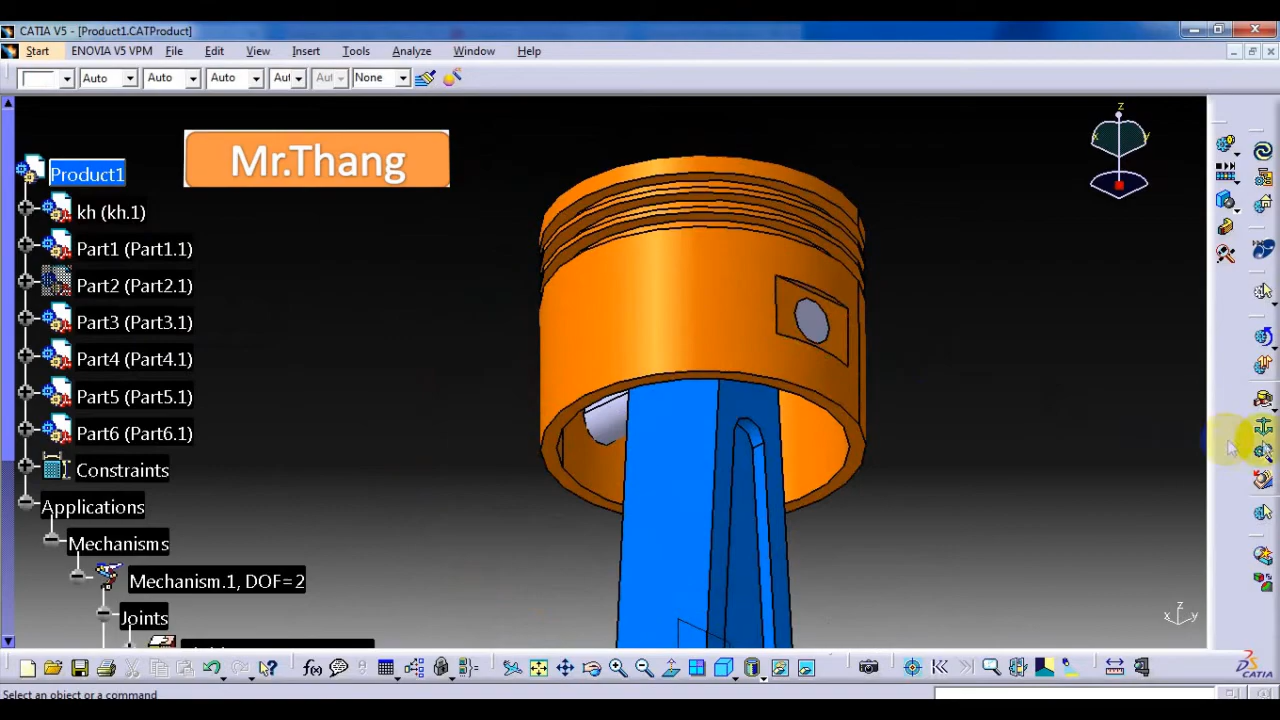 CATIA V5 - [Product1.CATProduct]
Start ENOVIA V5 VPM File Edit View Insert Tools Analyze Window Help
Auto Auto Auto Aut Aut None
z
x y
Mr.Thang
Product1
kh (kh.1)
Part1 (Part1.1)
Part2 (Part2.1)
Part3 (Part3.1)
Part4 (Part4.1)
Part5 (Part5.1)
Part6 (Part6.1)
Constraints
Applications
Mechanisms
Mechanism.1, DOF=2
Joints
z
x y
f(x)
CATIA
Select an object or a command